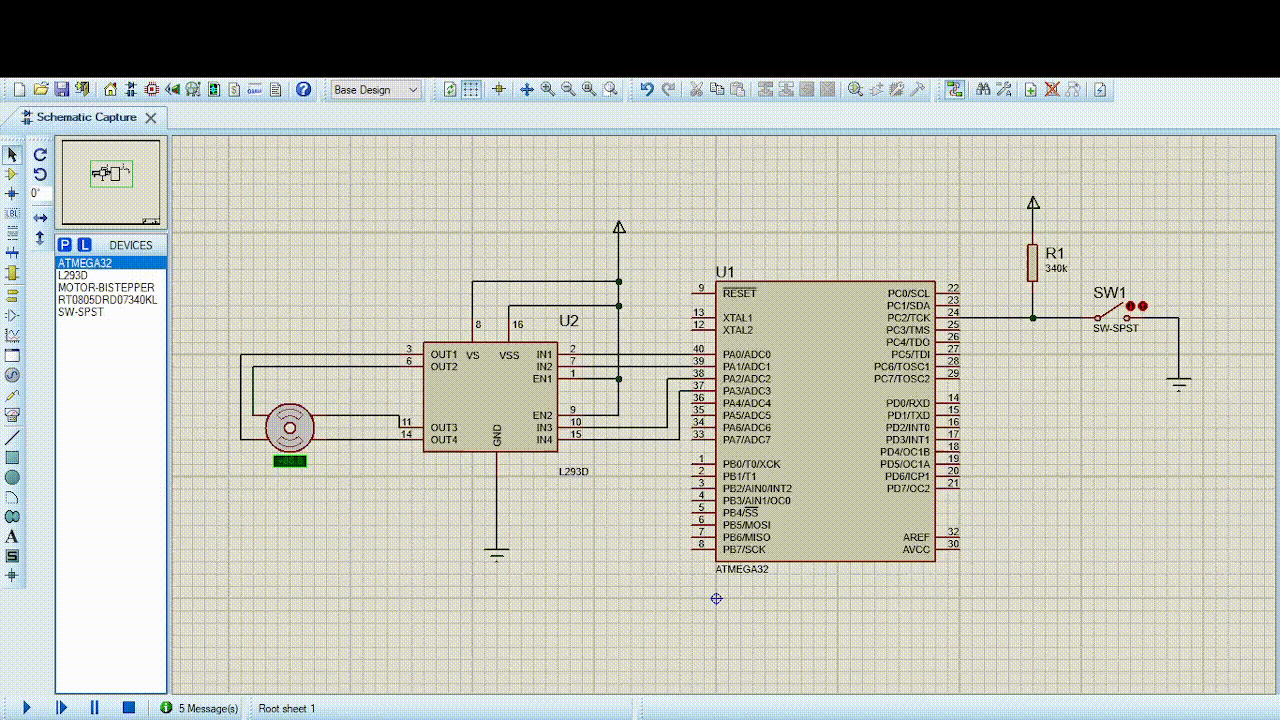 Base Design
Schematic Capture
0°
LBL
P L DEVICES
ATMEGA32
L293D
MOTOR-BISTEPPER
RT0805DRD07340KL
SW-SPST
A
S
U2
8 16
VS VSS
3 OUT1 IN1 2
6 OUT2 IN2 7
EN1 1
EN2 9
11 OUT3 IN3 10
14 OUT4 IN4 15
GND
L293D
U1
9 RESET
13 XTAL1
12 XTAL2
40 PA0/ADC0
39 PA1/ADC1
38 PA2/ADC2
37 PA3/ADC3
36 PA4/ADC4
35 PA5/ADC5
34 PA6/ADC6
33 PA7/ADC7
1 PB0/T0/XCK
2 PB1/T1
3 PB2/AIN0/INT2
4 PB3/AIN1/OC0
5 PB4/SS
6 PB5/MOSI
7 PB6/MISO
8 PB7/SCK
PC0/SCL 22
PC1/SDA 23
PC2/TCK 24
PC3/TMS 25
PC4/TDO 26
PC5/TDI 27
PC6/TOSC1 28
PC7/TOSC2 29
PD0/RXD 14
PD1/TXD 15
PD2/INT0 16
PD3/INT1 17
PD4/OC1B 18
PD5/OC1A 19
PD6/ICP1 20
PD7/OC2 21
AREF 32
AVCC 30
ATMEGA32
R1
340k
SW1
SW-SPST
5 Message(s) Root sheet 1